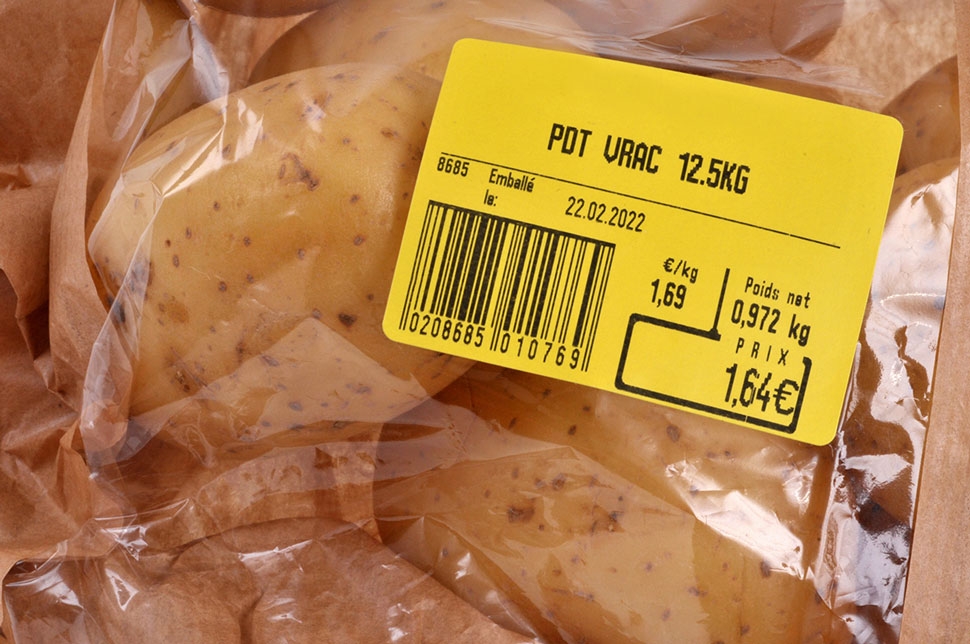 PDT VRAC 12.5KG
8685 Emballé le: 22.02.2022
€/kg
1,69
Poids net
0,972 kg
PRIX
1,64€
0208685 010769